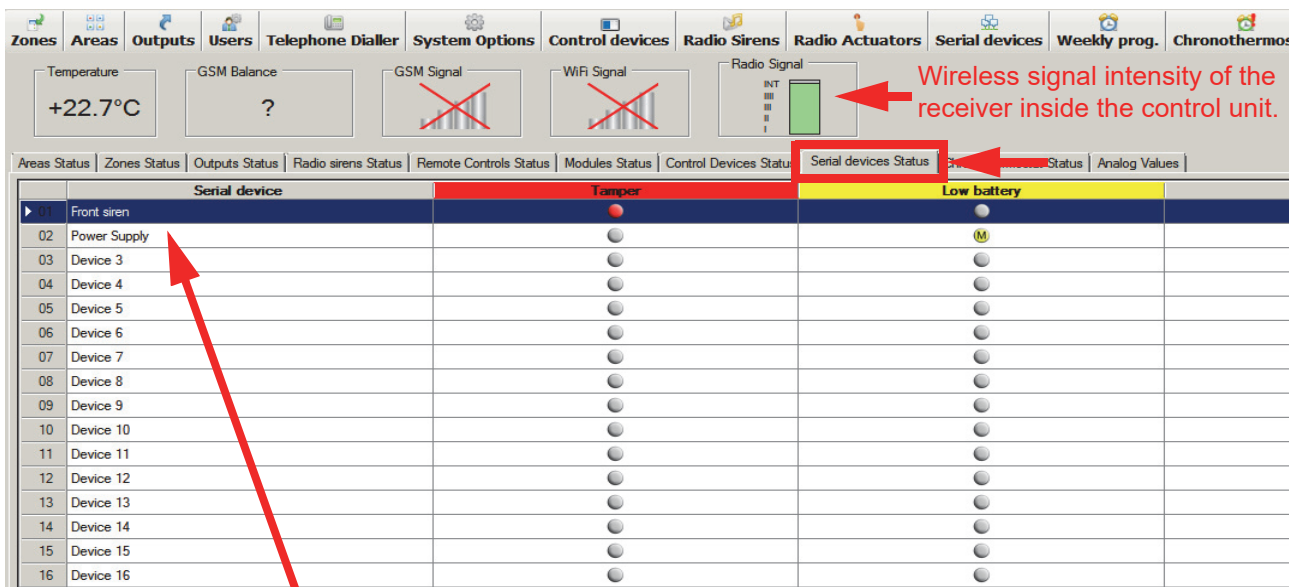 Zones Areas Outputs Users Telephone Dialler System Options Control devices Radio Sirens Radio Actuators Serial devices Weekly prog. Chronothermos
Temperature GSM Balance GSM Signal WiFi Signal Radio Signal
+22.7°C ?
INT
IIII
III
II
I
Wireless signal intensity of the
receiver inside the control unit.
Areas Status Zones Status Outputs Status Radio sirens Status Remote Controls Status Modules Status Control Devices Status Serial devices Status Status Analog Values
Serial device Tamper Low battery
01 Front siren
02 Power Supply M
03 Device 3
04 Device 4
05 Device 5
06 Device 6
07 Device 7
08 Device 8
09 Device 9
10 Device 10
11 Device 11
12 Device 12
13 Device 13
14 Device 14
15 Device 15
16 Device 16